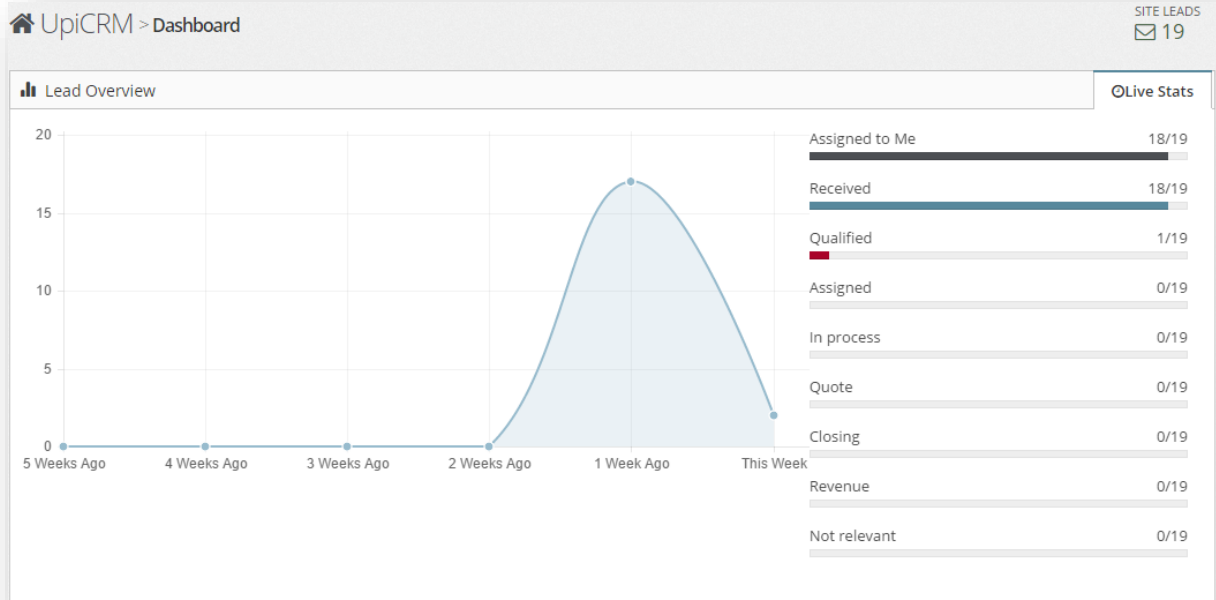 UpiCRM > Dashboard
SITE LEADS
19
Lead Overview
Live Stats
20
15
10
5
0
5 Weeks Ago 4 Weeks Ago 3 Weeks Ago 2 Weeks Ago 1 Week Ago This Week
Assigned to Me 18/19
Received 18/19
Qualified 1/19
Assigned 0/19
In process 0/19
Quote 0/19
Closing 0/19
Revenue 0/19
Not relevant 0/19